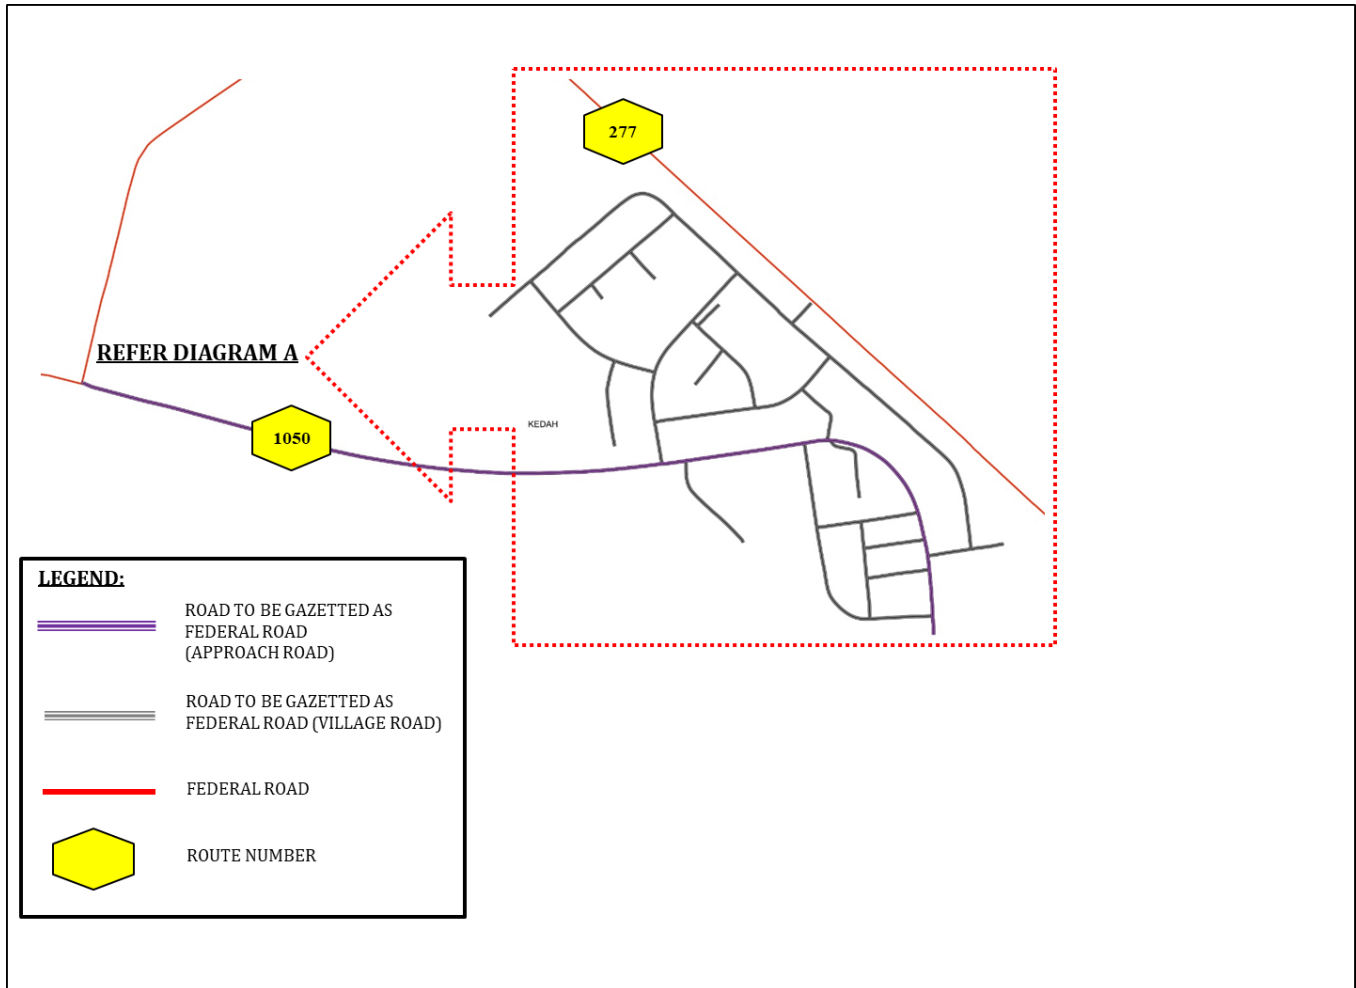 277
REFER DIAGRAM A
1050
KEDAH
LEGEND:
ROAD TO BE GAZETTED AS
FEDERAL ROAD
(APPROACH ROAD)
ROAD TO BE GAZETTED AS
FEDERAL ROAD (VILLAGE ROAD)
FEDERAL ROAD
ROUTE NUMBER